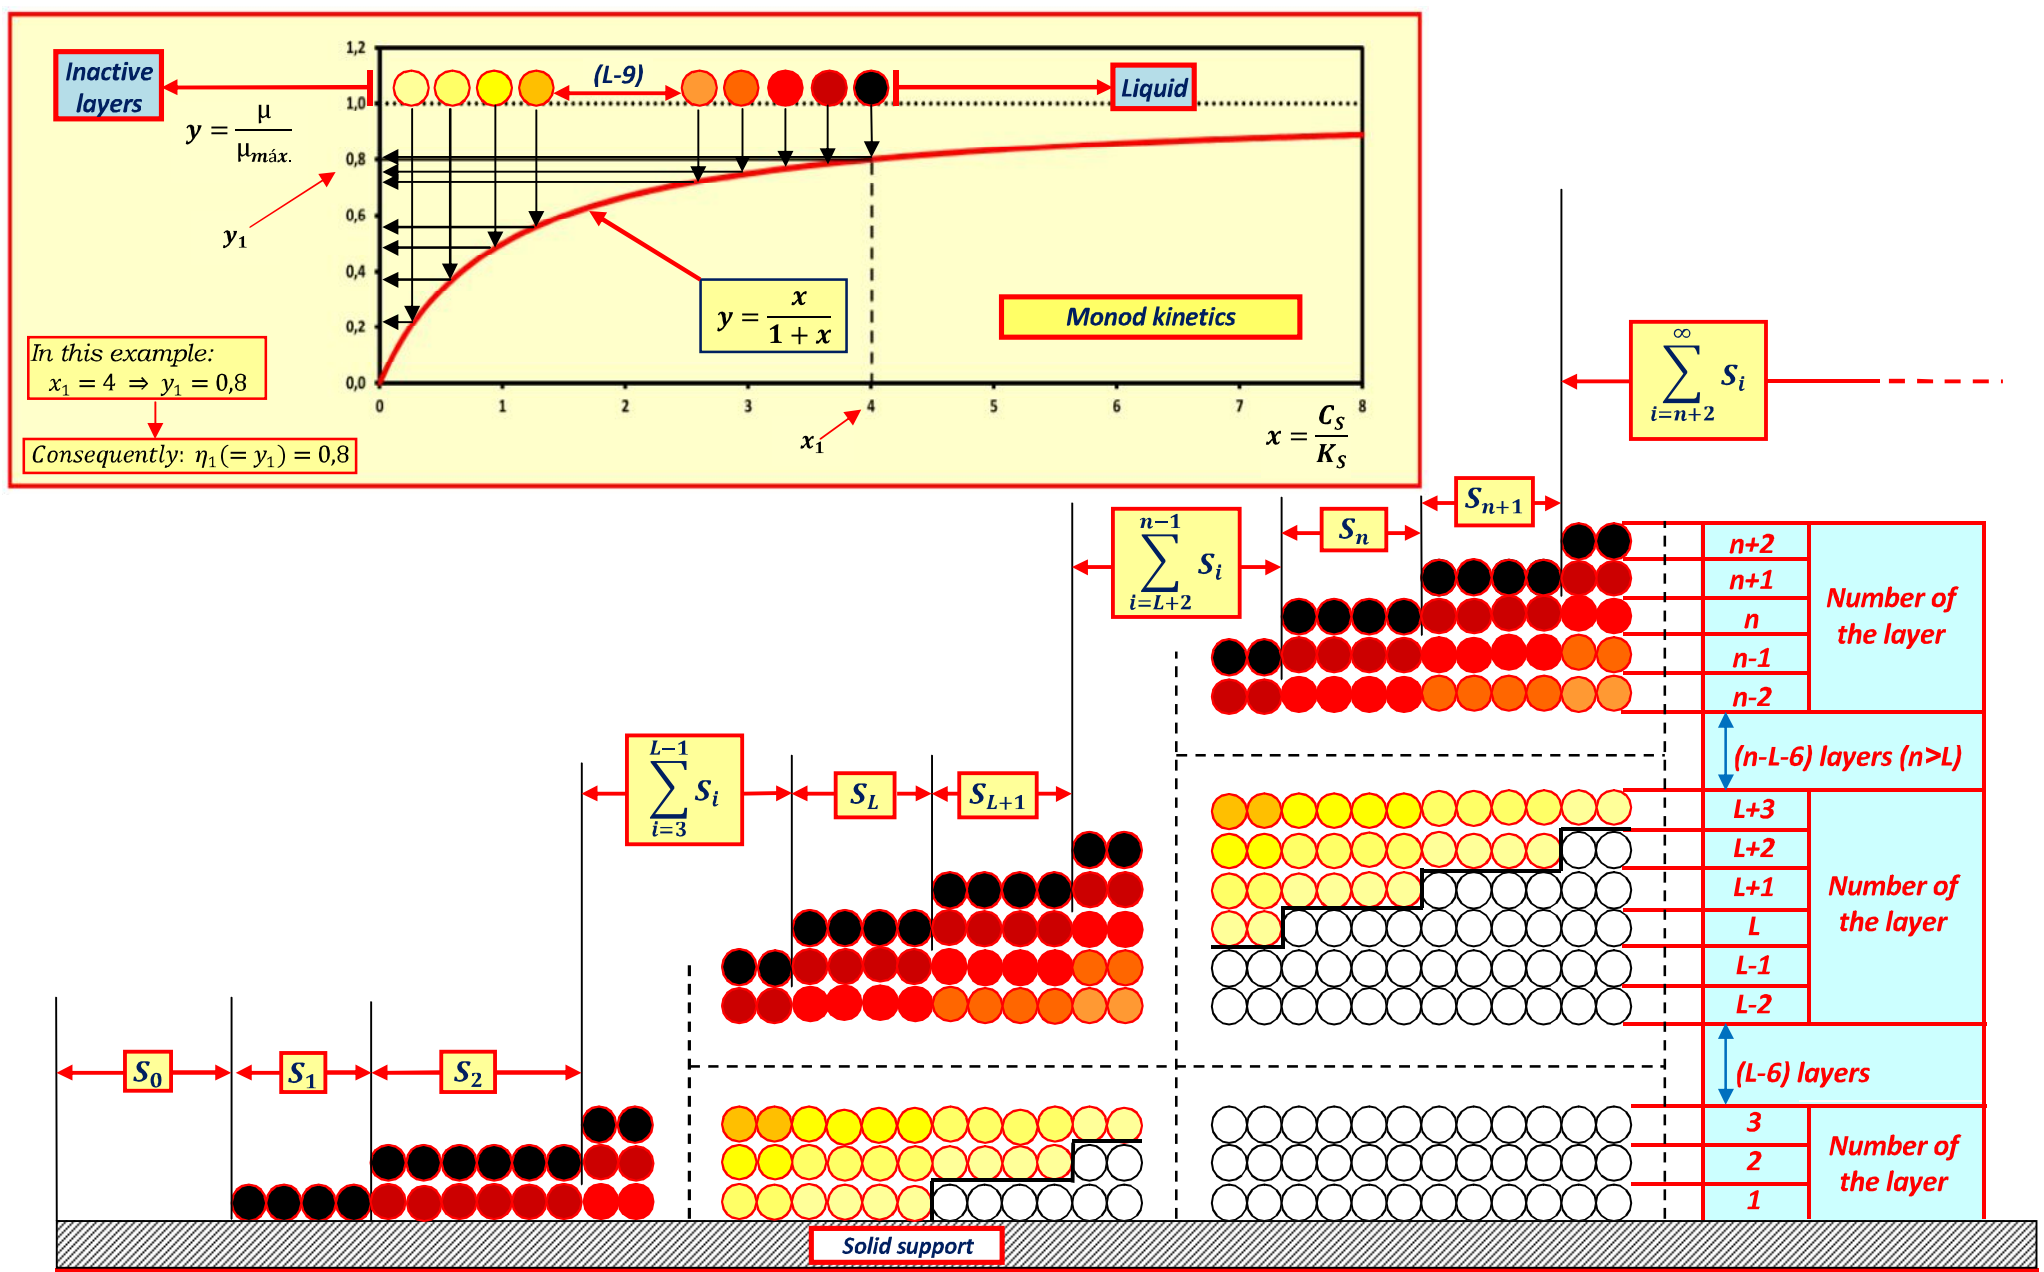 Inactive
layers
(L-9)
Liquid
1,2
1,0
0,8
0,6
0,4
0,2
0,0
y = μ / μmáx.
y1
y = x / 1 + x
Monod kinetics
In this example:
x1 = 4 ⇒ y1 = 0,8
Consequently: η1(= y1) = 0,8
0 1 2 3 4 5 6 7 8
x1
x = CS / KS
∞
∑ Si
i=n+2
Sn+1
Sn
n−1
∑ Si
i=L+2
L−1
∑ Si
i=3
SL
SL+1
S0
S1
S2
n+2
n+1
n
n-1
n-2
Number of
the layer
(n-L-6) layers (n>L)
L+3
L+2
L+1
L
L-1
L-2
Number of
the layer
(L-6) layers
3
2
1
Number of
the layer
Solid support